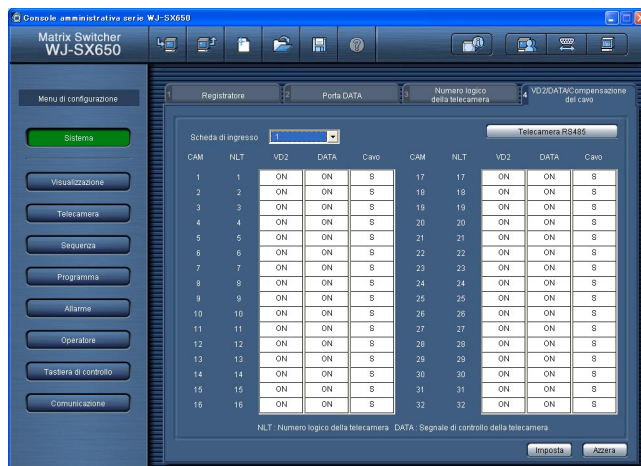 Console amministrativa serie WJ-SX650
Matrix Switcher
WJ-SX650
Menu di configurazione
Sistema
Visualizzazione
Telecamera
Sequenza
Programma
Allarme
Operatore
Tastiera di controllo
Comunicazione
1 Registratore
2 Porta DATA
3 Numero logico
della telecamera
4 VD2/DATA/Compensazione
del cavo
Scheda di ingresso 1
Telecamera RS485
CAM NLT VD2 DATA Cavo CAM NLT VD2 DATA Cavo
1 1 ON ON S 17 17 ON ON S
2 2 ON ON S 18 18 ON ON S
3 3 ON ON S 19 19 ON ON S
4 4 ON ON S 20 20 ON ON S
5 5 ON ON S 21 21 ON ON S
6 6 ON ON S 22 22 ON ON S
7 7 ON ON S 23 23 ON ON S
8 8 ON ON S 24 24 ON ON S
9 9 ON ON S 25 25 ON ON S
10 10 ON ON S 26 26 ON ON S
11 11 ON ON S 27 27 ON ON S
12 12 ON ON S 28 28 ON ON S
13 13 ON ON S 29 29 ON ON S
14 14 ON ON S 30 30 ON ON S
15 15 ON ON S 31 31 ON ON S
16 16 ON ON S 32 32 ON ON S
NLT : Numero logico della telecamera DATA : Segnale di controllo della telecamera
Imposta Azzera